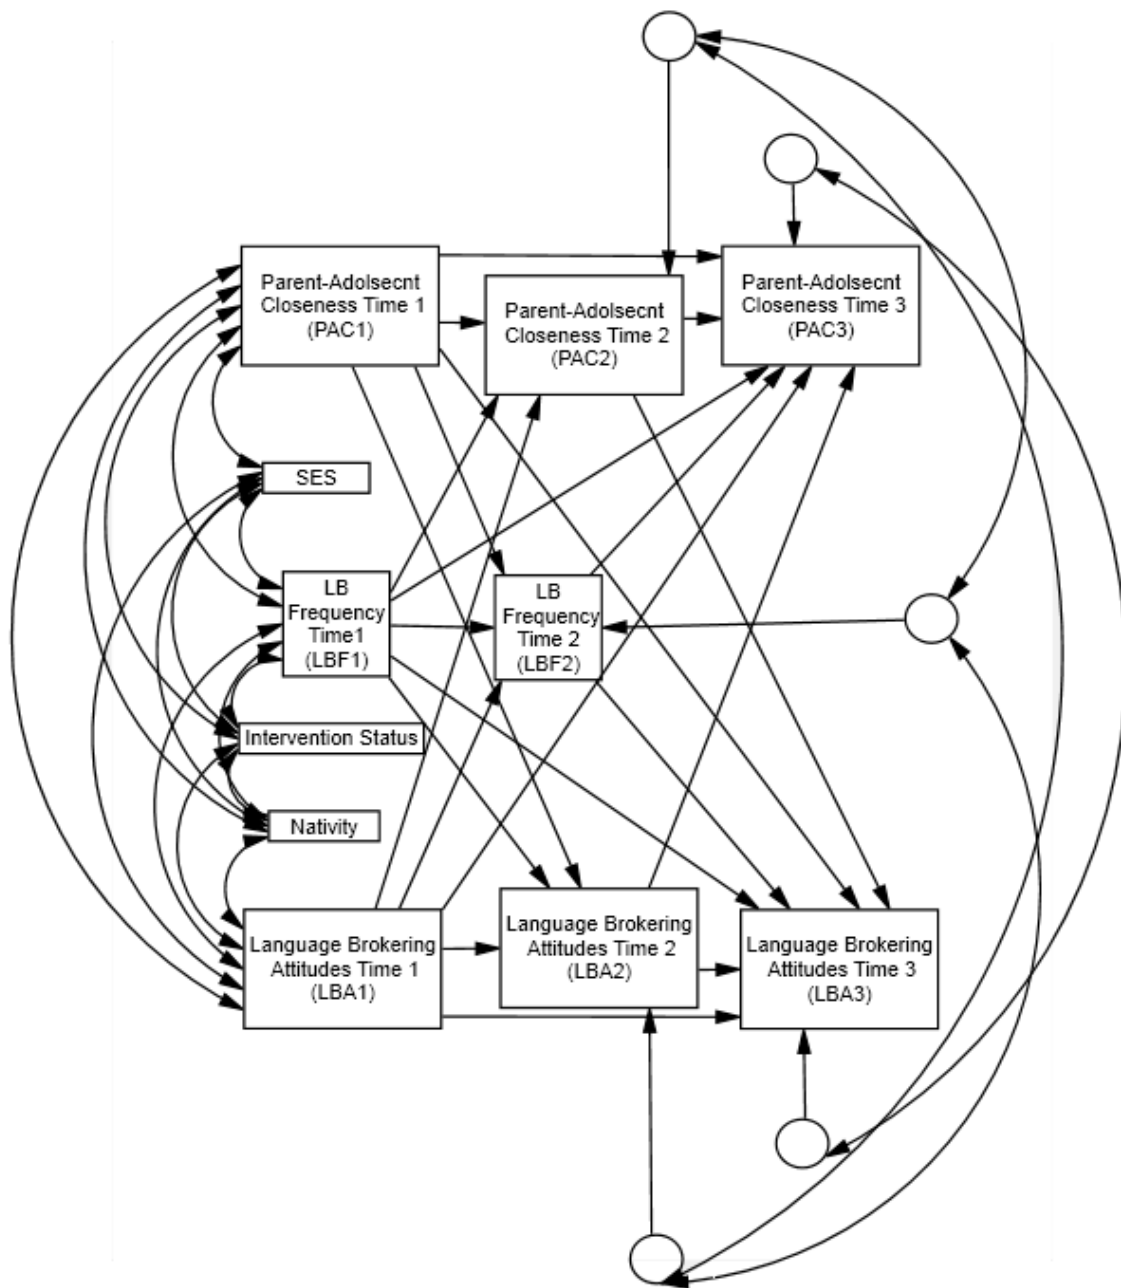 Parent-Adolsecnt
Closeness Time 1
(PAC1)
Parent-Adolsecnt
Closeness Time 2
(PAC2)
Parent-Adolsecnt
Closeness Time 3
(PAC3)
SES
LB
Frequency
Time1
(LBF1)
LB
Frequency
Time 2
(LBF2)
Intervention Status
Nativity
Language Brokering
Attitudes Time 1
(LBA1)
Language Brokering
Attitudes Time 2
(LBA2)
Language Brokering
Attitudes Time 3
(LBA3)